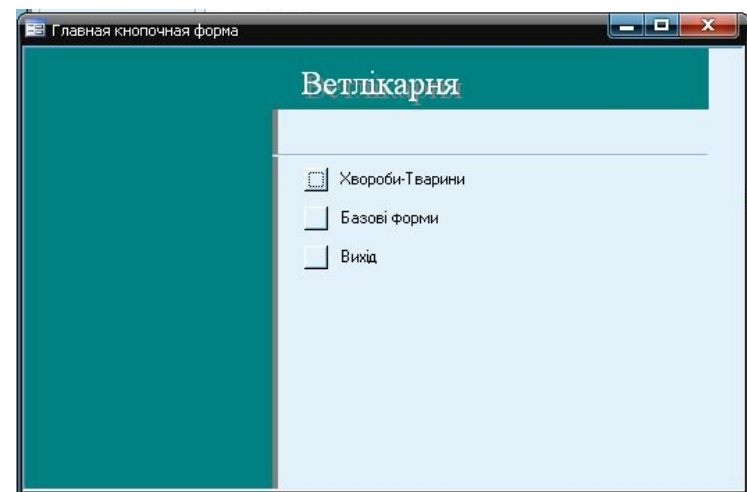 Главная кнопочная форма
Ветлікарня
Хвороби-Тварини
Базові форми
Вихід